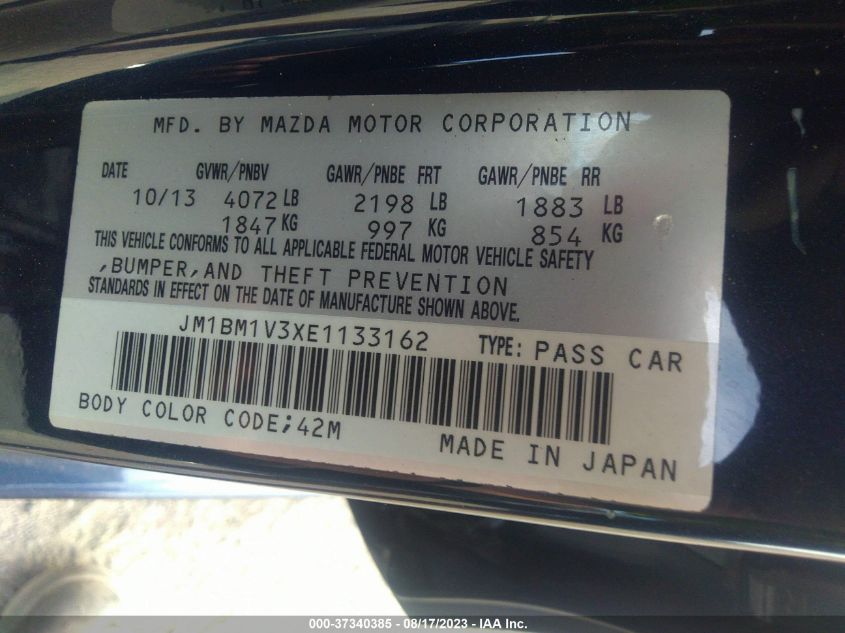 MFD. BY MAZDA MOTOR CORPORATION
DATE GVWR/PNBV GAWR/PNBE FRT GAWR/PNBE RR
10/13 4072 LB 2198 LB 1883 LB
1847 KG 997 KG 854 KG
THIS VEHICLE CONFORMS TO ALL APPLICABLE FEDERAL MOTOR VEHICLE SAFETY
,BUMPER,AND THEFT PREVENTION
STANDARDS IN EFFECT ON THE DATE OF MANUFACTURE SHOWN ABOVE.
JM1BM1V3XE1133162 TYPE: PASS CAR
BODY COLOR CODE;42M
MADE IN JAPAN
000-37340385 - 08/17/2023 - IAA Inc.